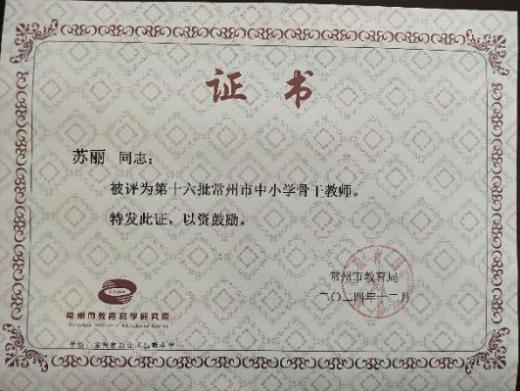 证书
苏丽 同志：
被评为第十六批常州市中小学骨干教师。
特发此证，以资鼓励。
常州市教育局
二〇二四年十二月
常州市教育科学研究院